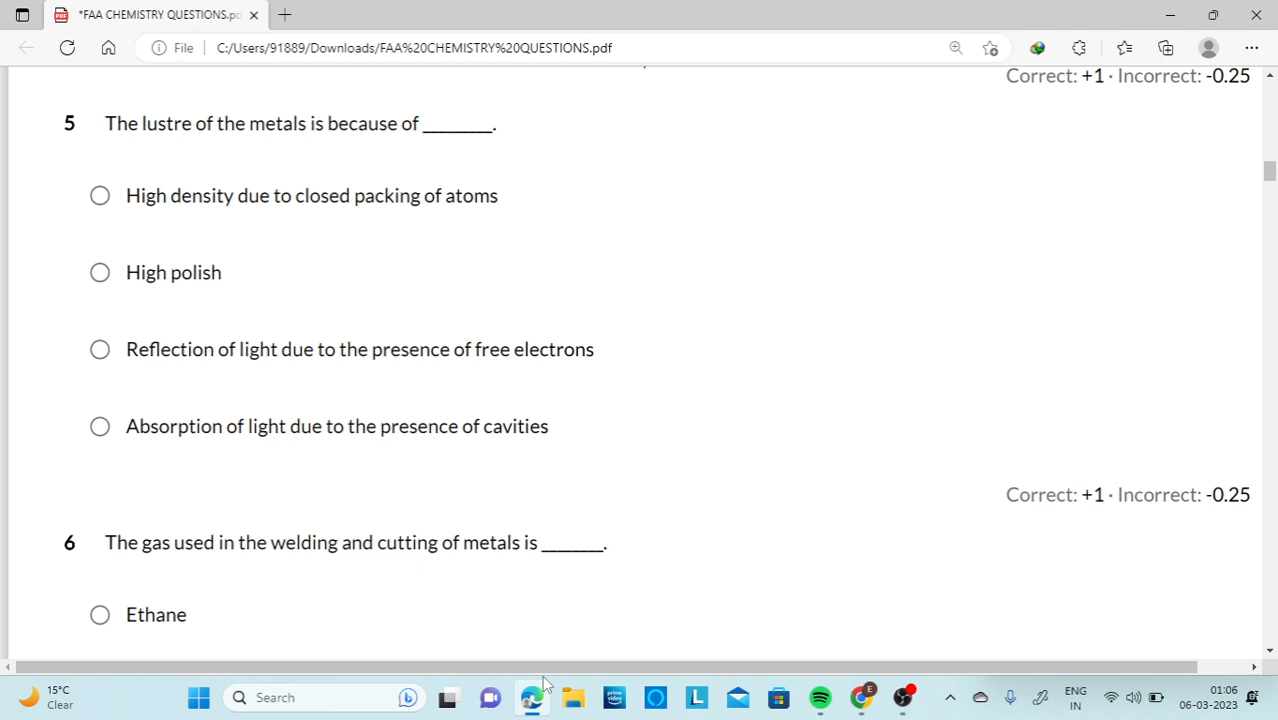 *FAA CHEMISTRY QUESTIONS.pd
File
C:/Users/91889/Downloads/FAA%20CHEMISTRY%20QUESTIONS.pdf
Correct: +1 · Incorrect: -0.25
5 The lustre of the metals is because of ________.
High density due to closed packing of atoms
High polish
Reflection of light due to the presence of free electrons
Absorption of light due to the presence of cavities
Correct: +1 · Incorrect: -0.25
6 The gas used in the welding and cutting of metals is _______.
Ethane
15°C
Clear
Search
prime video
L
E
ENG
IN
01:06
06-03-2023